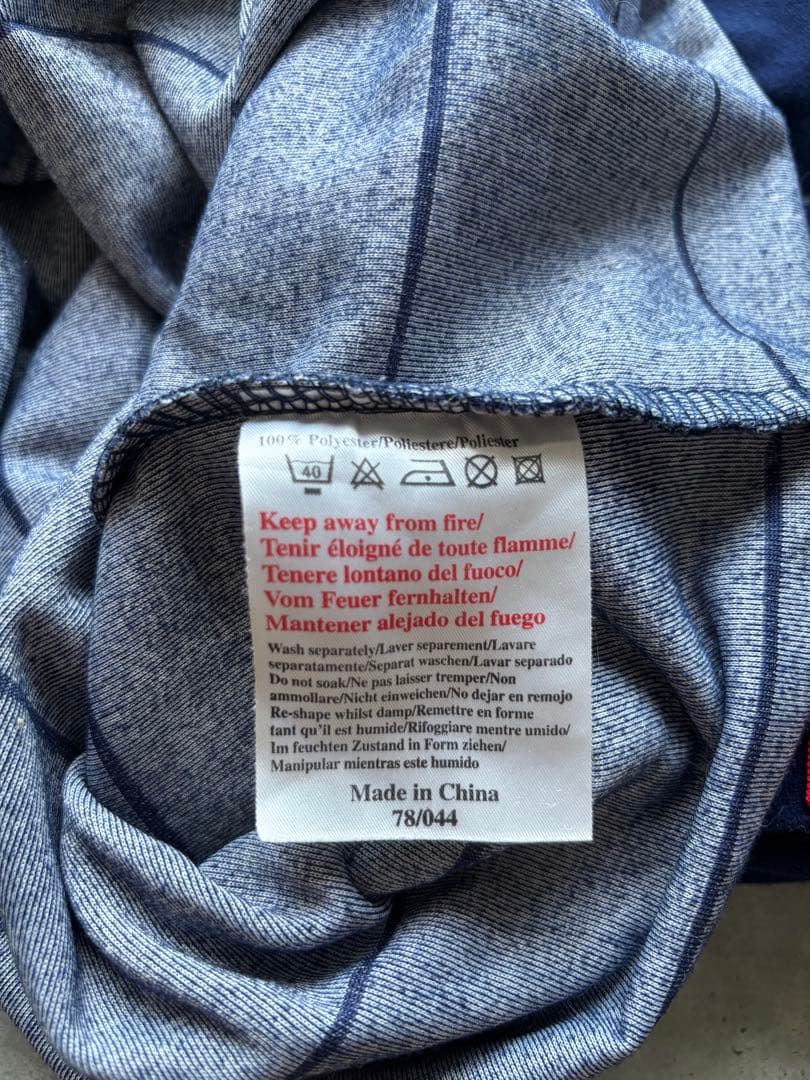 100% Polyester/Poliestere/Poliester
40
Keep away from fire/
Tenir éloigné de toute flamme/
Tenere lontano del fuoco/
Vom Feuer fernhalten/
Mantener alejado del fuego
Wash separately/Laver separement/Lavare
separatamente/Separat waschen/Lavar separado
Do not soak/Ne pas laisser tremper/Non
ammollare/Nicht einweichen/No dejar en remojo
Re-shape whilst damp/Remettre en forme
tant qu'il est humide/Rifoggiare mentre umido/
Im feuchten Zustand in Form ziehen/
Manipular mientras este humido
Made in China
78/044